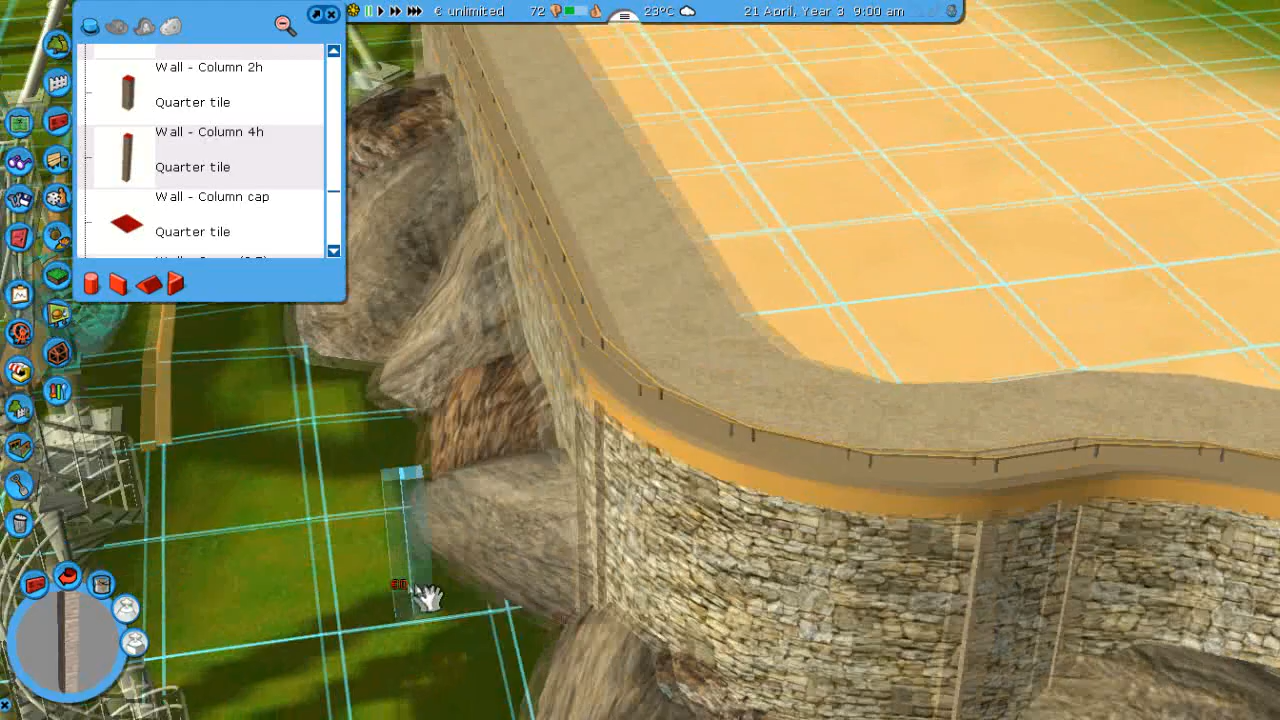 € unlimited 72 23°C 21 April, Year 3 9:00 am
Wall - Column 2h
Quarter tile
Wall - Column 4h
Quarter tile
Wall - Column cap
Quarter tile